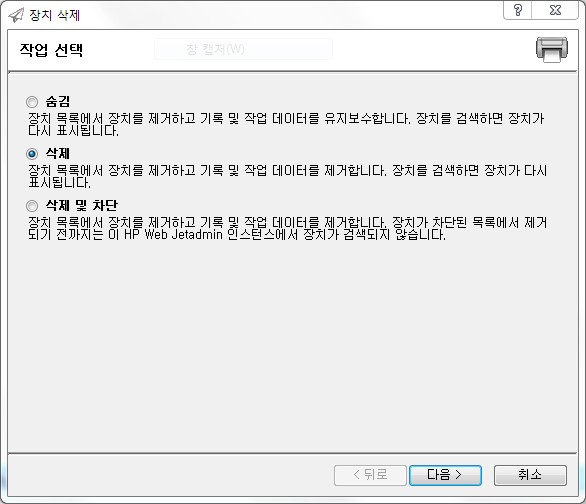 장치 삭제
작업 선택
창 캡처(W)
숨김
장치 목록에서 장치를 제거하고 기록 및 작업 데이터를 유지보수합니다. 장치를 검색하면 장치가
다시 표시됩니다.
삭제
장치 목록에서 장치를 제거하고 기록 및 작업 데이터를 제거합니다. 장치를 검색하면 장치가 다시
표시됩니다.
삭제 및 차단
장치 목록에서 장치를 제거하고 기록 및 작업 데이터를 제거합니다. 장치가 차단된 목록에서 제거
되기 전까지는 이 HP Web Jetadmin 인스턴스에서 장치가 검색되지 않습니다.
< 뒤로
다음 >
취소